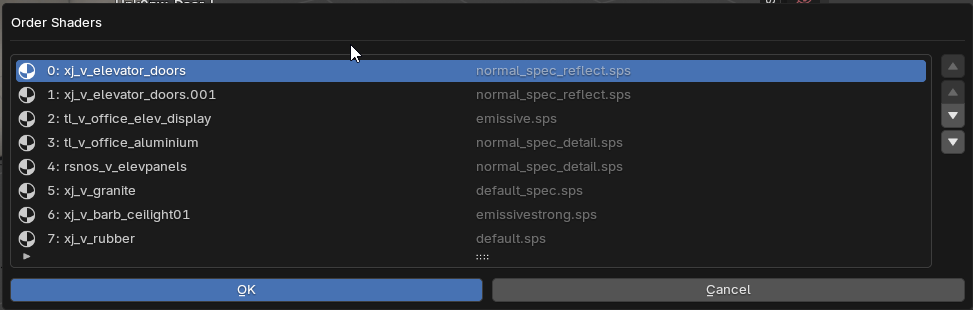 Order Shaders
0: xj_v_elevator_doors normal_spec_reflect.sps
1: xj_v_elevator_doors.001 normal_spec_reflect.sps
2: tl_v_office_elev_display emissive.sps
3: tl_v_office_aluminium normal_spec_detail.sps
4: rsnos_v_elevpanels normal_spec_detail.sps
5: xj_v_granite default_spec.sps
6: xj_v_barb_ceilight01 emissivestrong.sps
7: xj_v_rubber default.sps
OK Cancel